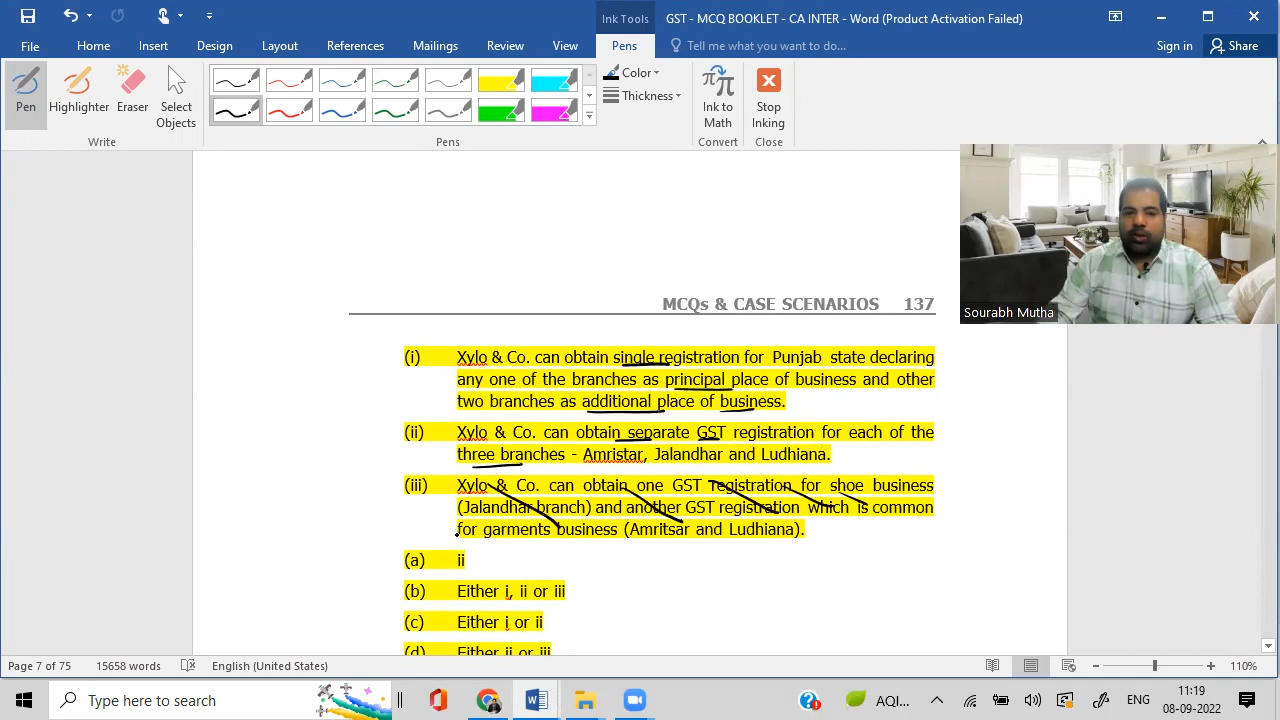 Ink Tools
GST - MCQ BOOKLET - CA INTER - Word (Product Activation Failed)
File Home Insert Design Layout References Mailings Review View Pens Tell me what you want to do... Sign in Share
Pen Highlighter Eraser Select Objects
Color
Thickness
Ink to Math Stop Inking
Write Pens Convert Close
MCQs & CASE SCENARIOS 137
Sourabh Mutha
(i) Xylo & Co. can obtain single registration for Punjab state declaring
any one of the branches as principal place of business and other
two branches as additional place of business.
(ii) Xylo & Co. can obtain separate GST registration for each of the
three branches - Amristar, Jalandhar and Ludhiana.
(iii) Xylo & Co. can obtain one GST registration for shoe business
(Jalandhar branch) and another GST registration which is common
for garments business (Amritsar and Ludhiana).
(a) ii
(b) Either i, ii or iii
(c) Either i or ii
(d) Either ii or iii
Page 7 of 75 15658 words English (United States) 110%
Type here to search
AQI... ENG
11:19
08-09-2022